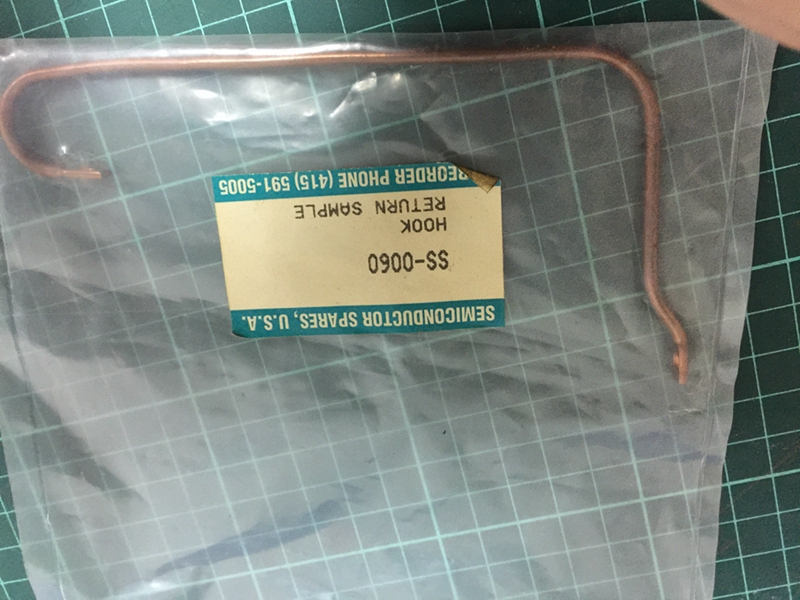 SEMICONDUCTOR SPARES, U.S.A.
SS-0060
HOOK
RETURN SAMPLE
REORDER PHONE (415) 591-5005